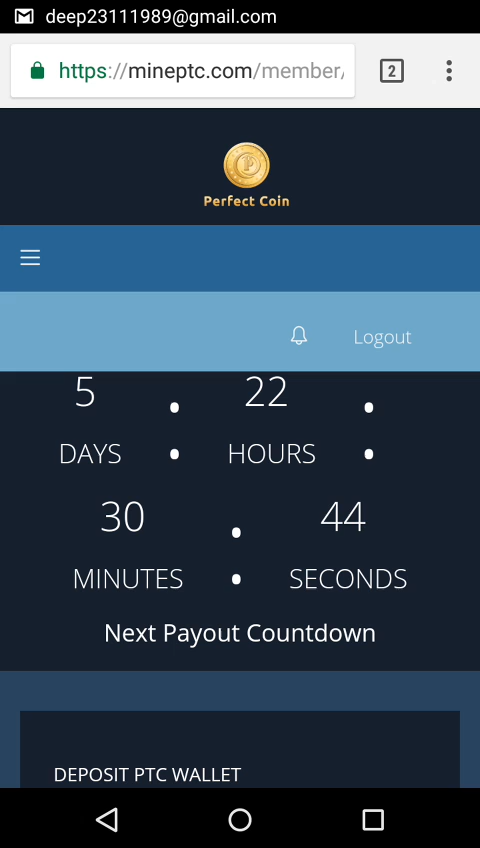 deep23111989@gmail.com
https://mineptc.com/member/
2
Perfect Coin
Logout
5 : 22 :
DAYS HOURS
30 : 44
MINUTES SECONDS
Next Payout Countdown
DEPOSIT PTC WALLET